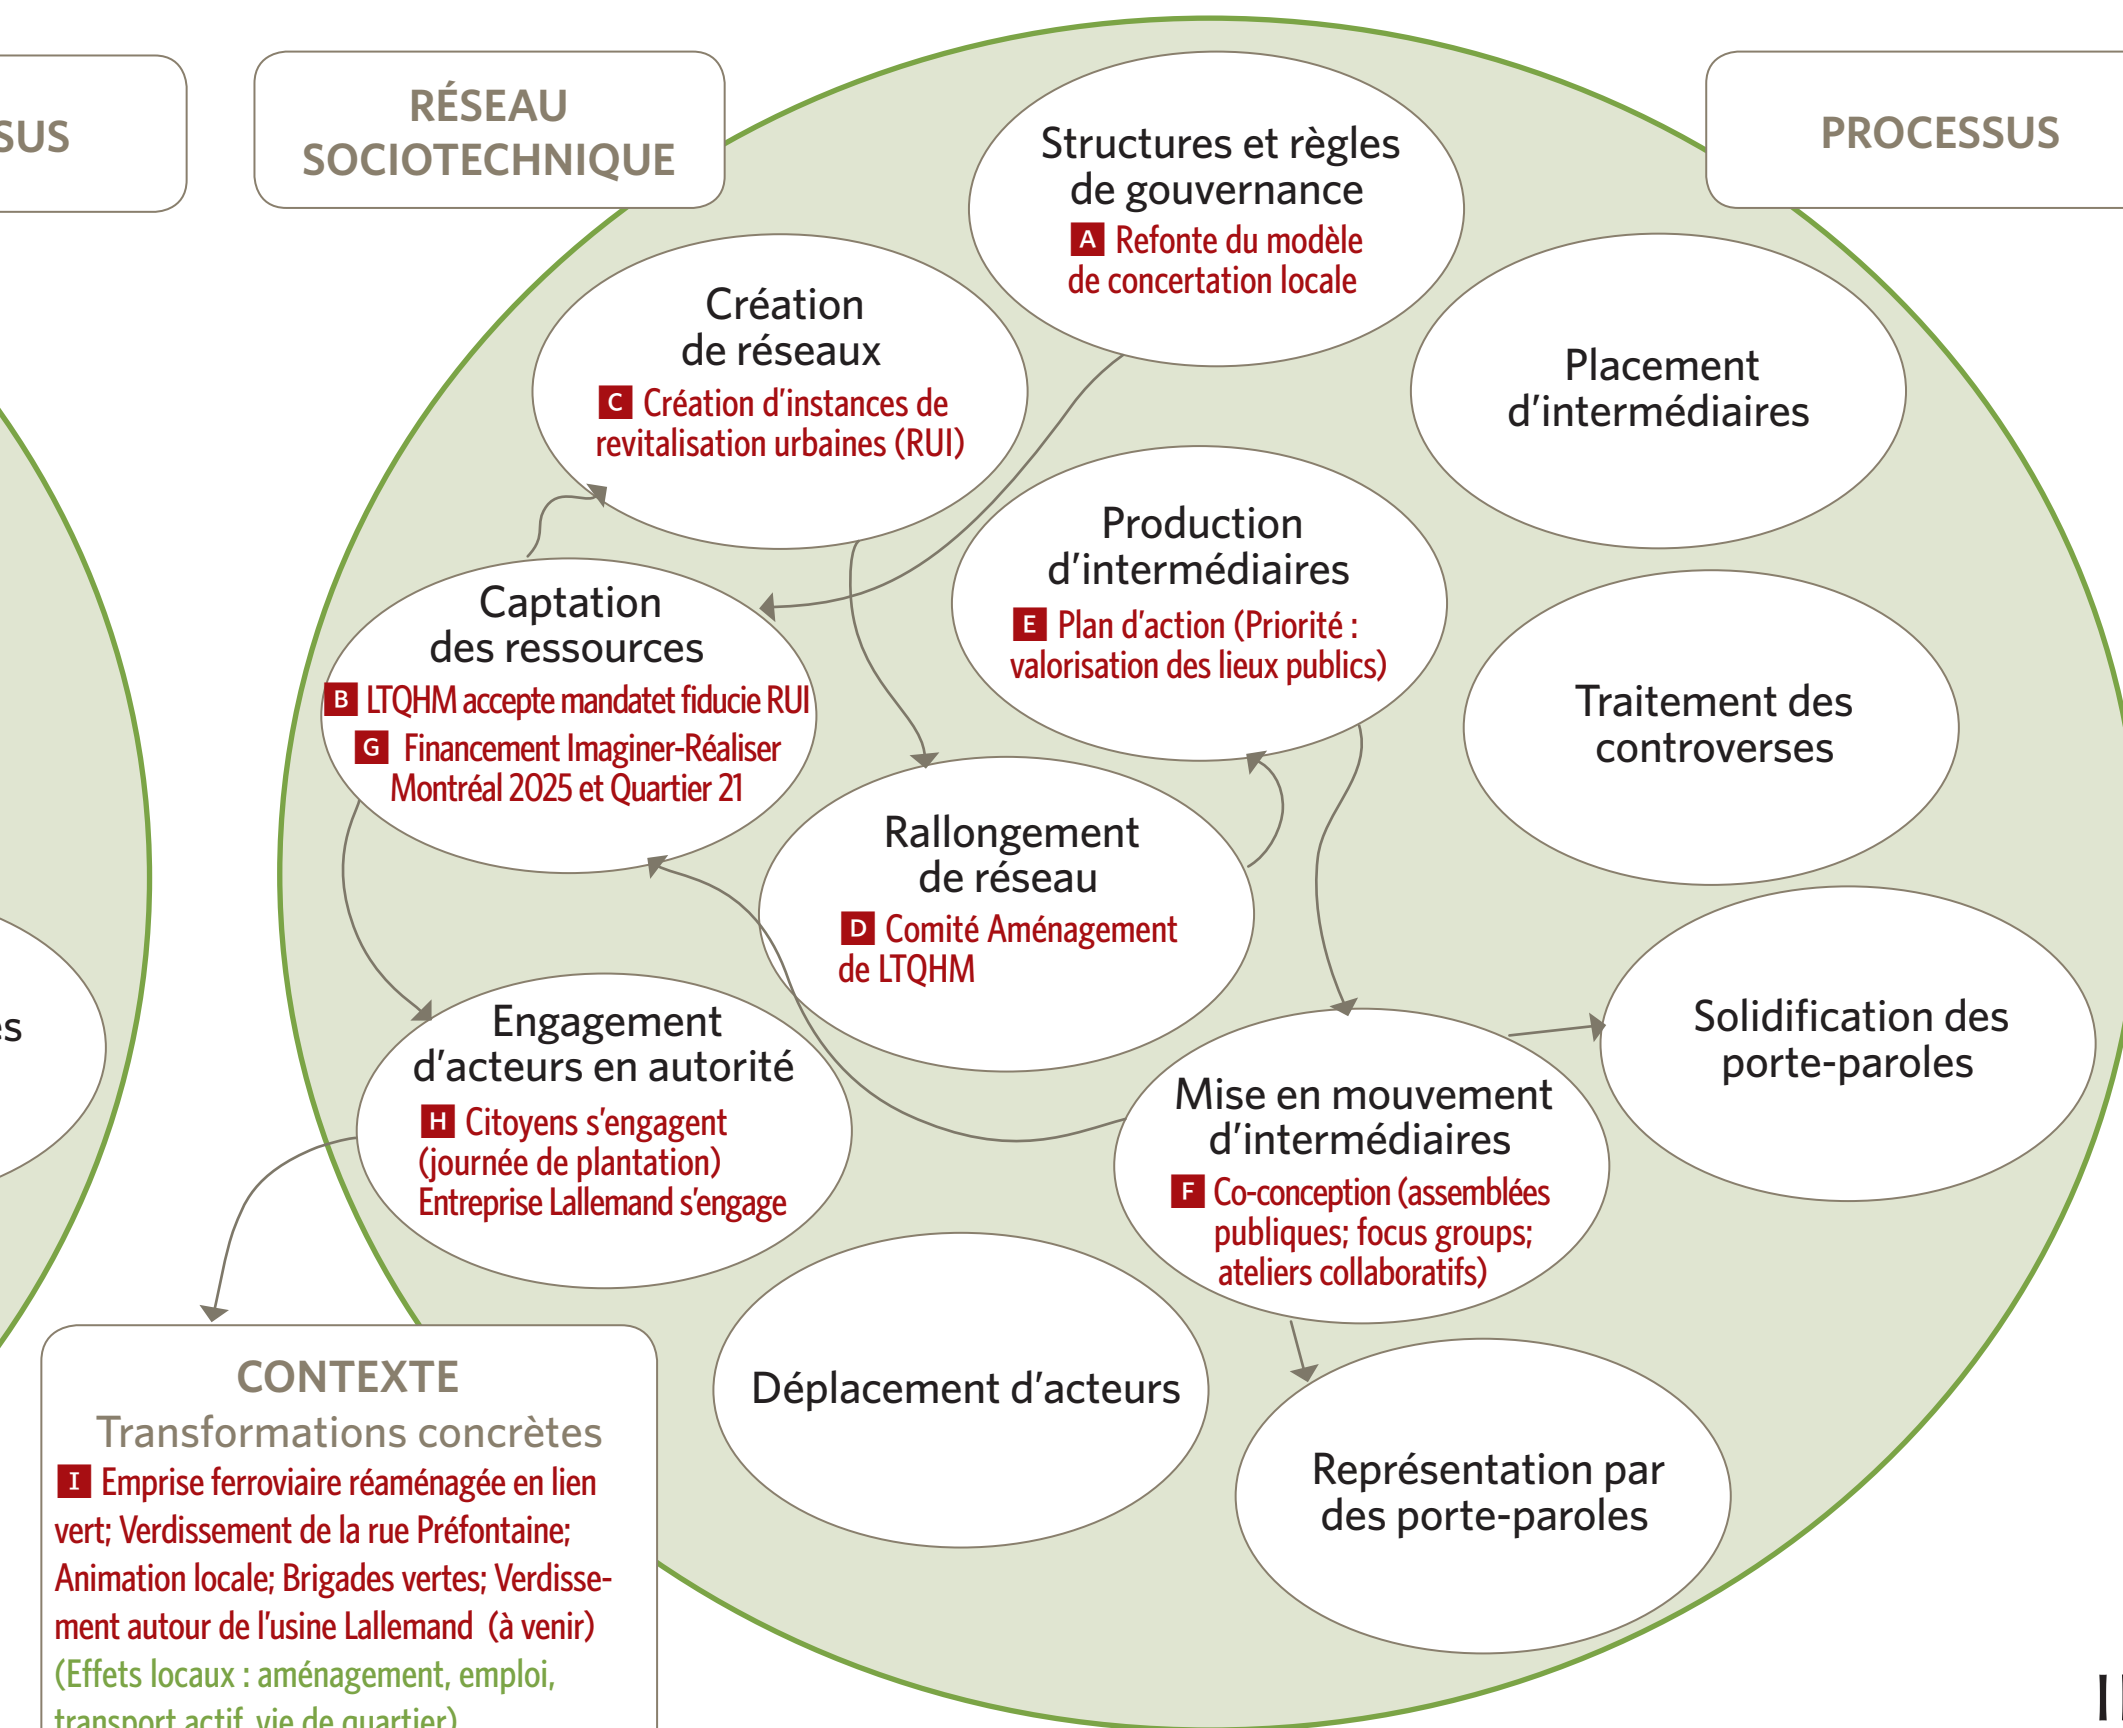 SUS
RÉSEAU
SOCIOTECHNIQUE
PROCESSUS
Structures et règles
de gouvernance
A Refonte du modèle
de concertation locale
Création
de réseaux
C Création d'instances de
revitalisation urbaines (RUI)
Placement
d'intermédiaires
Production
d'intermédiaires
E Plan d'action (Priorité :
valorisation des lieux publics)
Captation
des ressources
B LTQHM accepte mandatet fiducie RUI
G Financement Imaginer-Réaliser
Montréal 2025 et Quartier 21
Traitement des
controverses
Rallongement
de réseau
D Comité Aménagement
de LTQHM
es
Engagement
d'acteurs en autorité
H Citoyens s'engagent
(journée de plantation)
Entreprise Lallemand s'engage
Solidification des
porte-paroles
Mise en mouvement
d'intermédiaires
F Co-conception (assemblées
publiques; focus groups;
ateliers collaboratifs)
Déplacement d'acteurs
Représentation par
des porte-paroles
CONTEXTE
Transformations concrètes
I Emprise ferroviaire réaménagée en lien
vert; Verdissement de la rue Préfontaine;
Animation locale; Brigades vertes; Verdisse-
ment autour de l'usine Lallemand (à venir)
(Effets locaux : aménagement, emploi,
transport actif, vie de quartier)